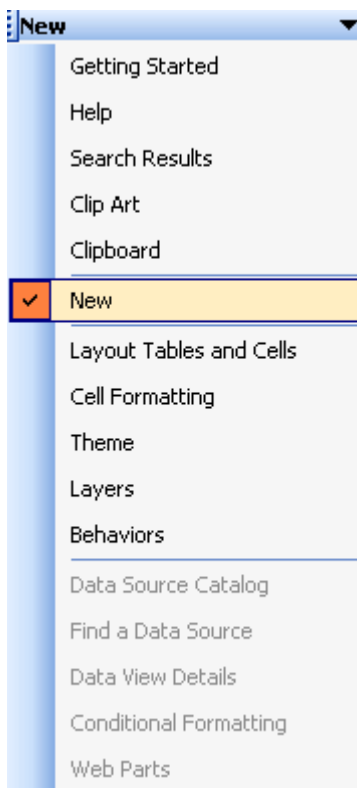 New
Getting Started
Help
Search Results
Clip Art
Clipboard
New
Layout Tables and Cells
Cell Formatting
Theme
Layers
Behaviors
Data Source Catalog
Find a Data Source
Data View Details
Conditional Formatting
Web Parts